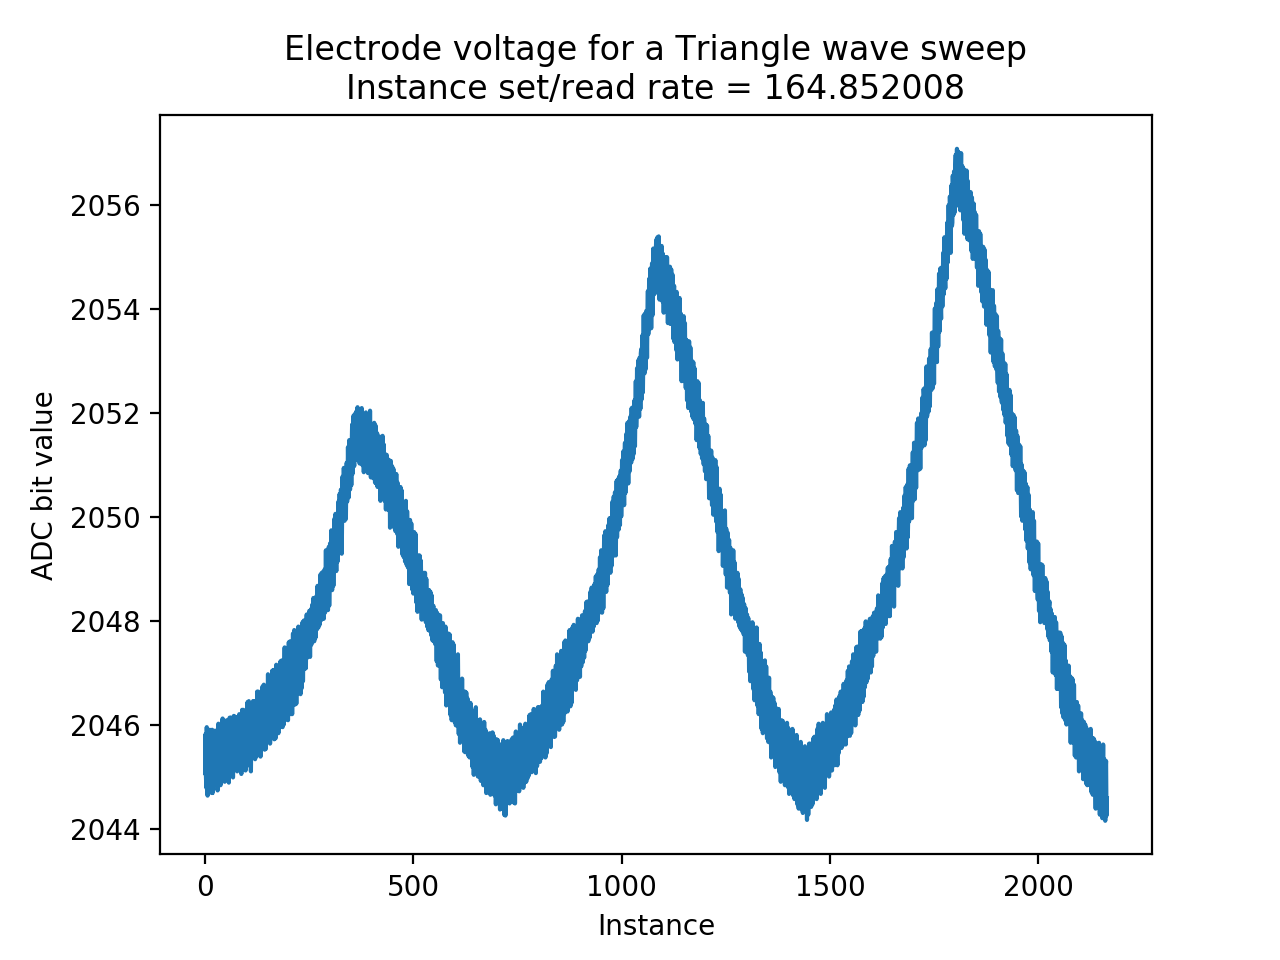 Electrode voltage for a Triangle wave sweep
Instance set/read rate = 164.852008
ADC bit value
2056
2054
2052
2050
2048
2046
2044
0 500 1000 1500 2000
Instance